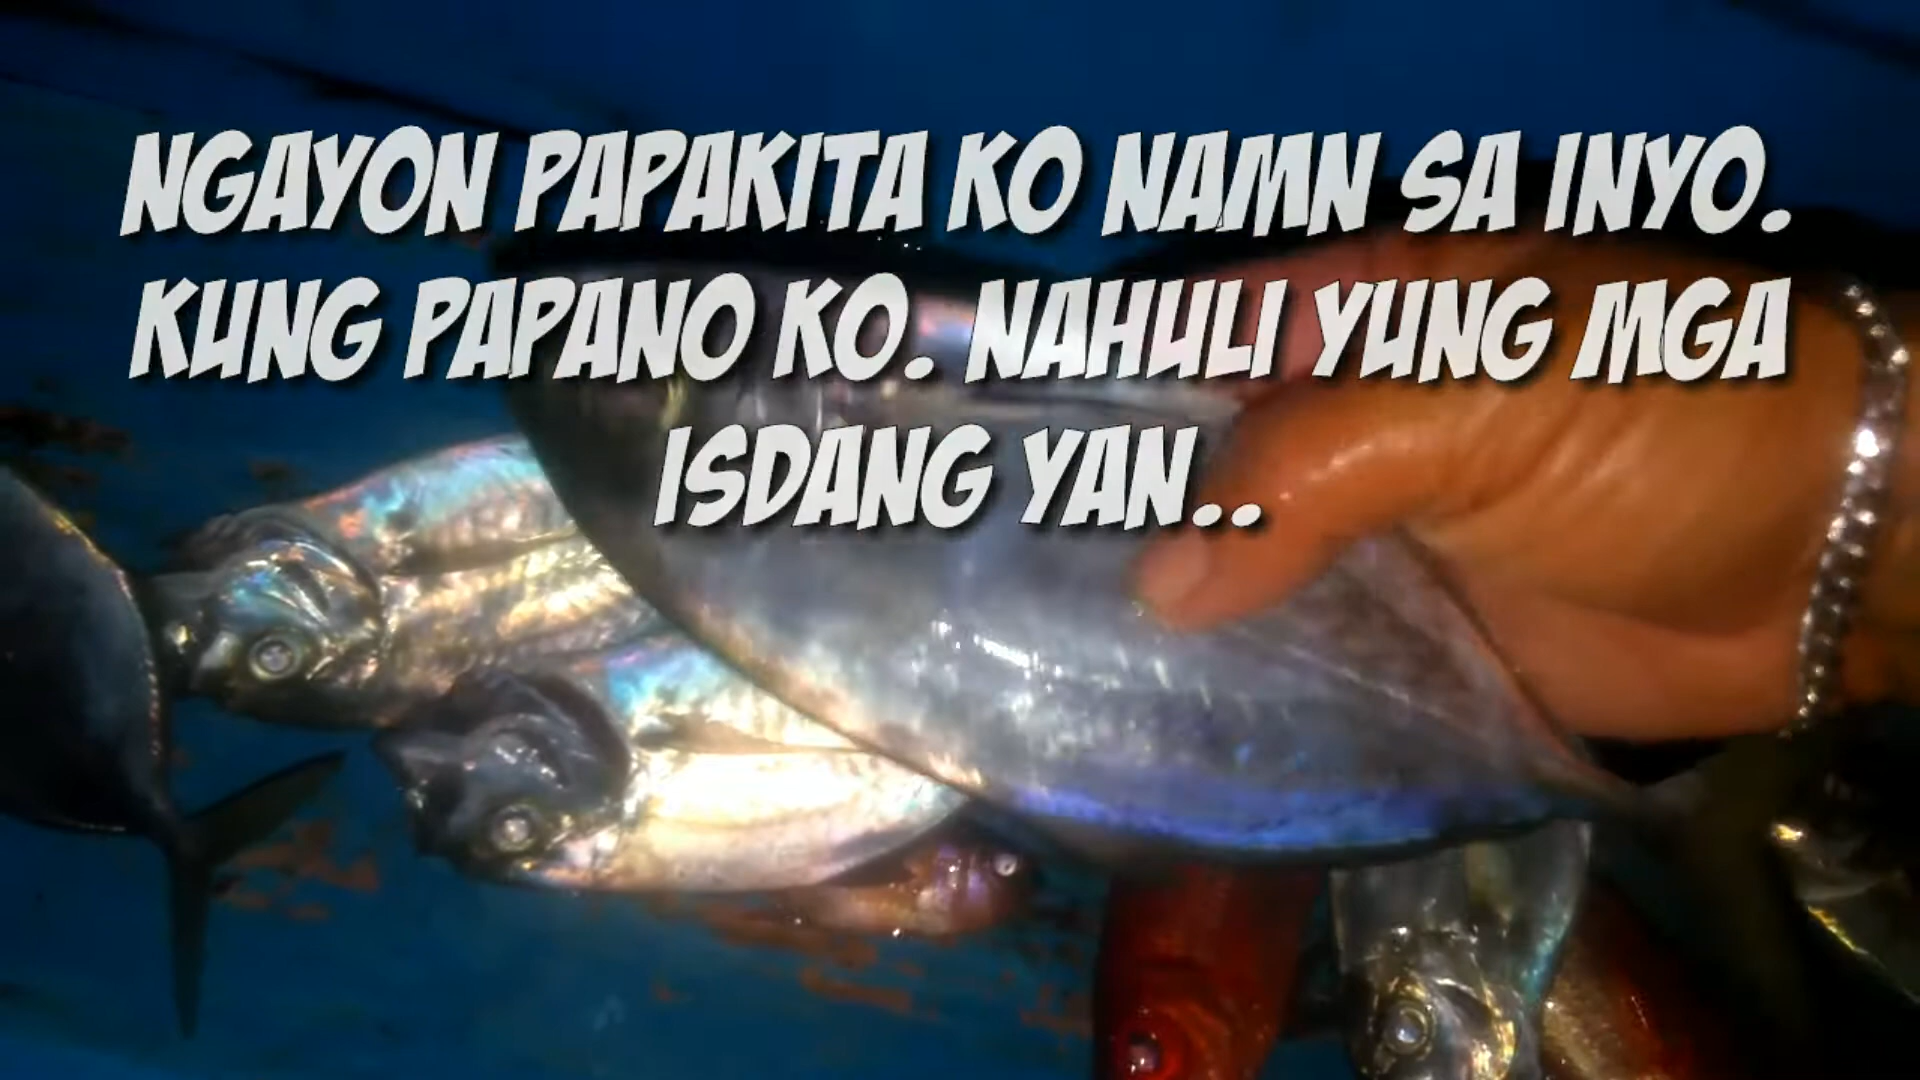 NGAYON PAPAKITA KO NAMN SA INYO.
KUNG PAPANO KO. NAHULI YUNG MGA
ISDANG YAN..